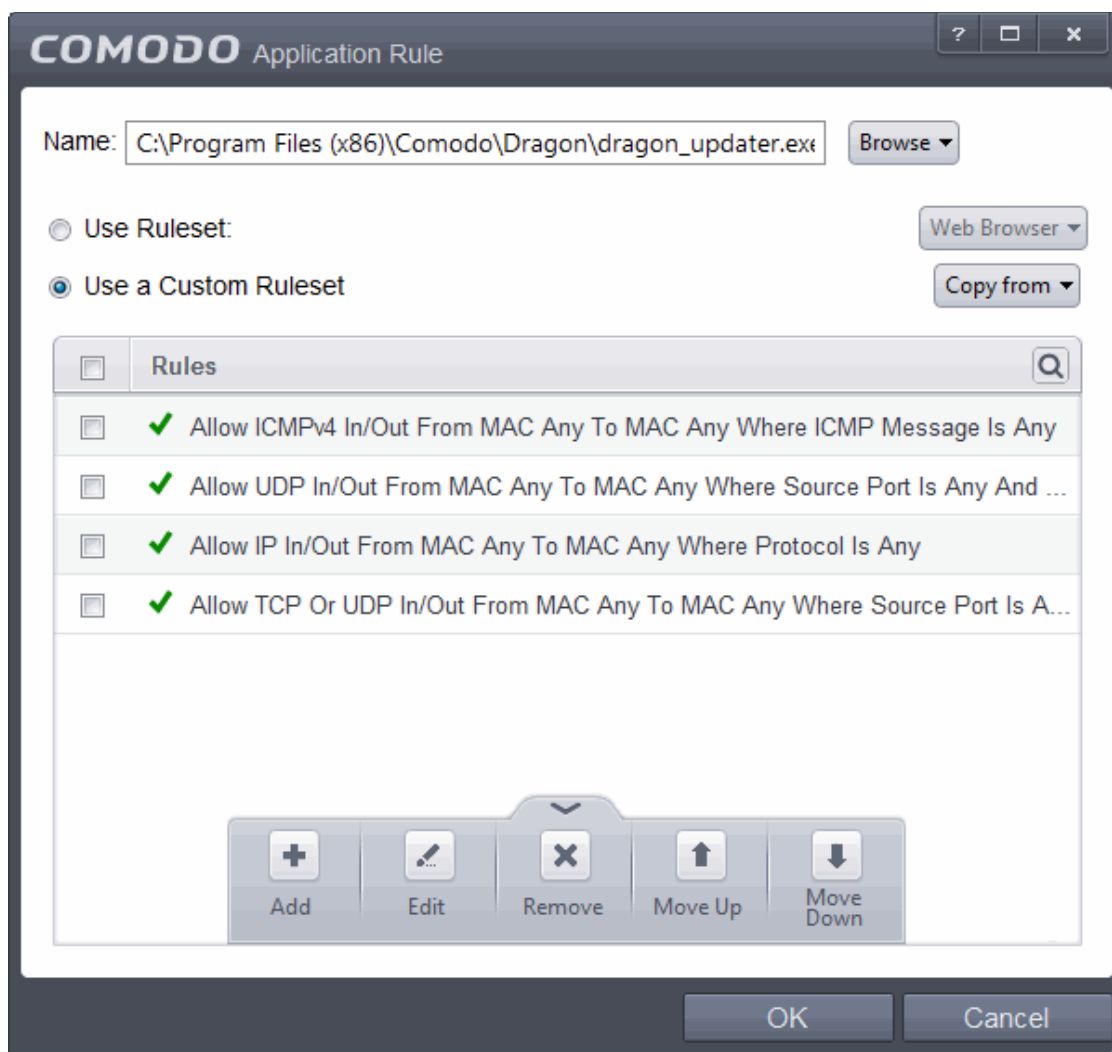 COMODO Application Rule
? ×
Name: C:\Program Files (x86)\Comodo\Dragon\dragon_updater.exe Browse
Use Ruleset: Web Browser
Use a Custom Ruleset Copy from
Rules
Allow ICMPv4 In/Out From MAC Any To MAC Any Where ICMP Message Is Any
Allow UDP In/Out From MAC Any To MAC Any Where Source Port Is Any And ...
Allow IP In/Out From MAC Any To MAC Any Where Protocol Is Any
Allow TCP Or UDP In/Out From MAC Any To MAC Any Where Source Port Is A...
Add Edit Remove Move Up Move Down
OK Cancel